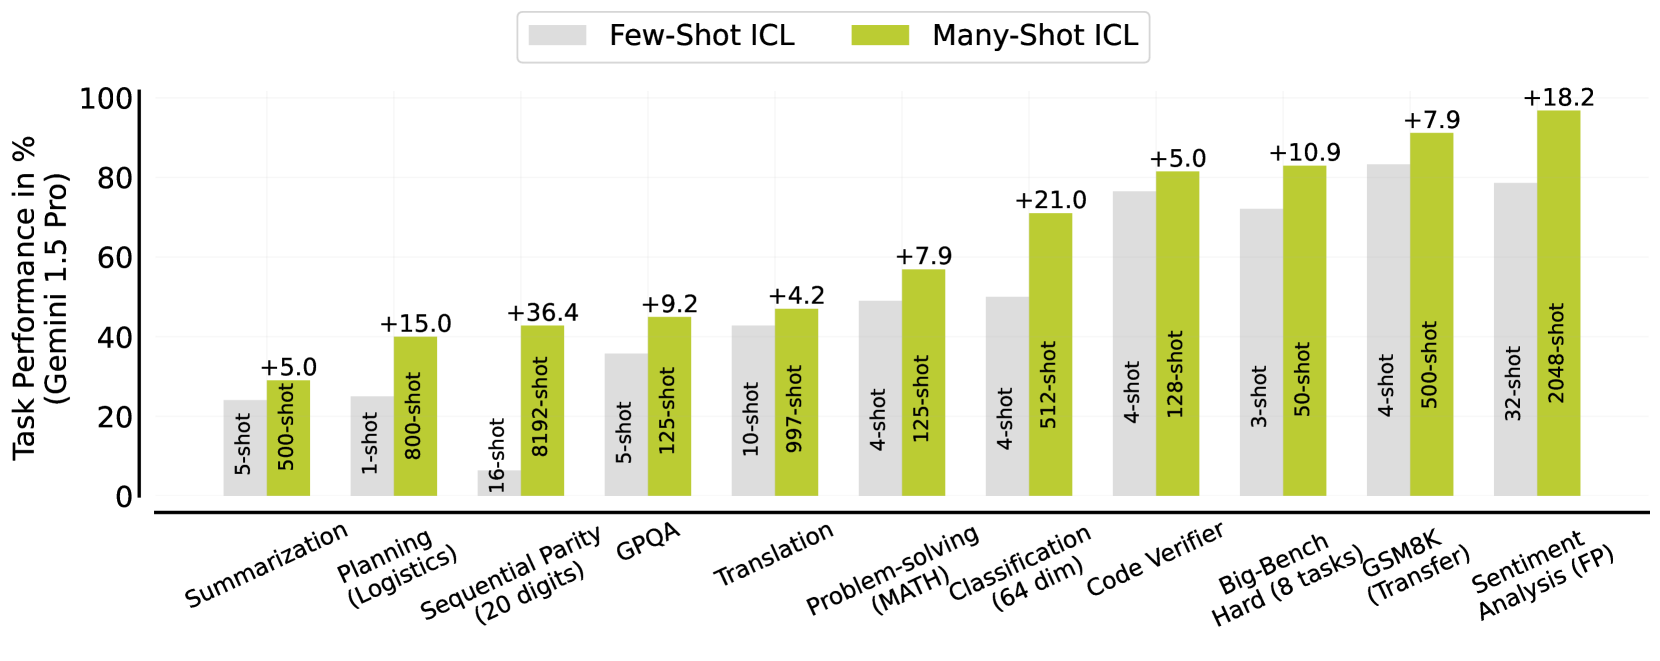 Few-Shot ICL
Many-Shot ICL
Task Performance in %
(Gemini 1.5 Pro)
100
80
60
40
20
0
+5.0
+15.0
+36.4
+9.2
+4.2
+7.9
+21.0
+5.0
+10.9
+7.9
+18.2
5-shot
500-shot
1-shot
800-shot
16-shot
8192-shot
5-shot
125-shot
10-shot
997-shot
4-shot
125-shot
4-shot
512-shot
4-shot
128-shot
3-shot
50-shot
4-shot
500-shot
32-shot
2048-shot
Summarization
Planning
(Logistics)
Sequential Parity
(20 digits)
GPQA
Translation
Problem-solving
(MATH)
Classification
(64 dim)
Code Verifier
Big-Bench
Hard (8 tasks)
GSM8K
(Transfer)
Sentiment
Analysis (FP)